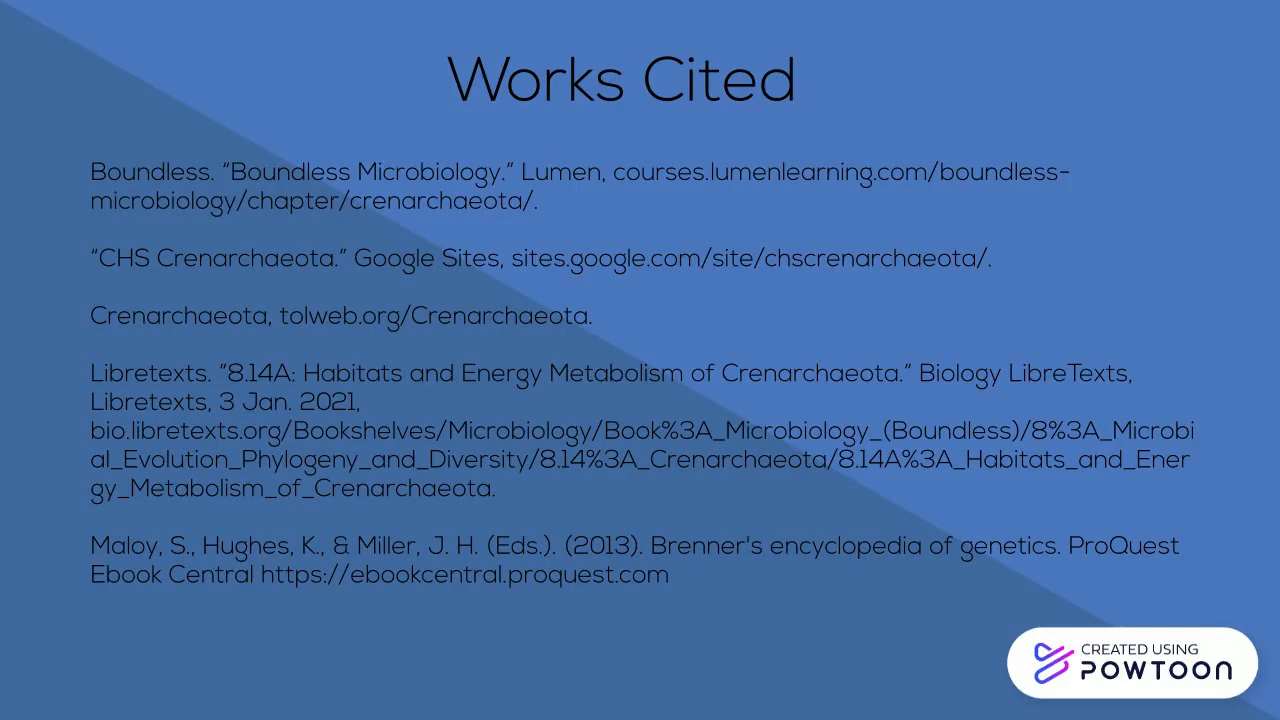 Works Cited
Boundless. “Boundless Microbiology.” Lumen, courses.lumenlearning.com/boundless-
microbiology/chapter/crenarchaeota/.
“CHS Crenarchaeota.” Google Sites, sites.google.com/site/chscrenarchaeota/.
Crenarchaeota, tolweb.org/Crenarchaeota.
Libretexts. “8.14A: Habitats and Energy Metabolism of Crenarchaeota.” Biology LibreTexts,
Libretexts, 3 Jan. 2021,
bio.libretexts.org/Bookshelves/Microbiology/Book%3A_Microbiology_(Boundless)/8%3A_Microbi
al_Evolution_Phylogeny_and_Diversity/8.14%3A_Crenarchaeota/8.14A%3A_Habitats_and_Ener
gy_Metabolism_of_Crenarchaeota.
Maloy, S., Hughes, K., & Miller, J. H. (Eds.). (2013). Brenner's encyclopedia of genetics. ProQuest
Ebook Central https://ebookcentral.proquest.com
CREATED USING
POWTOON